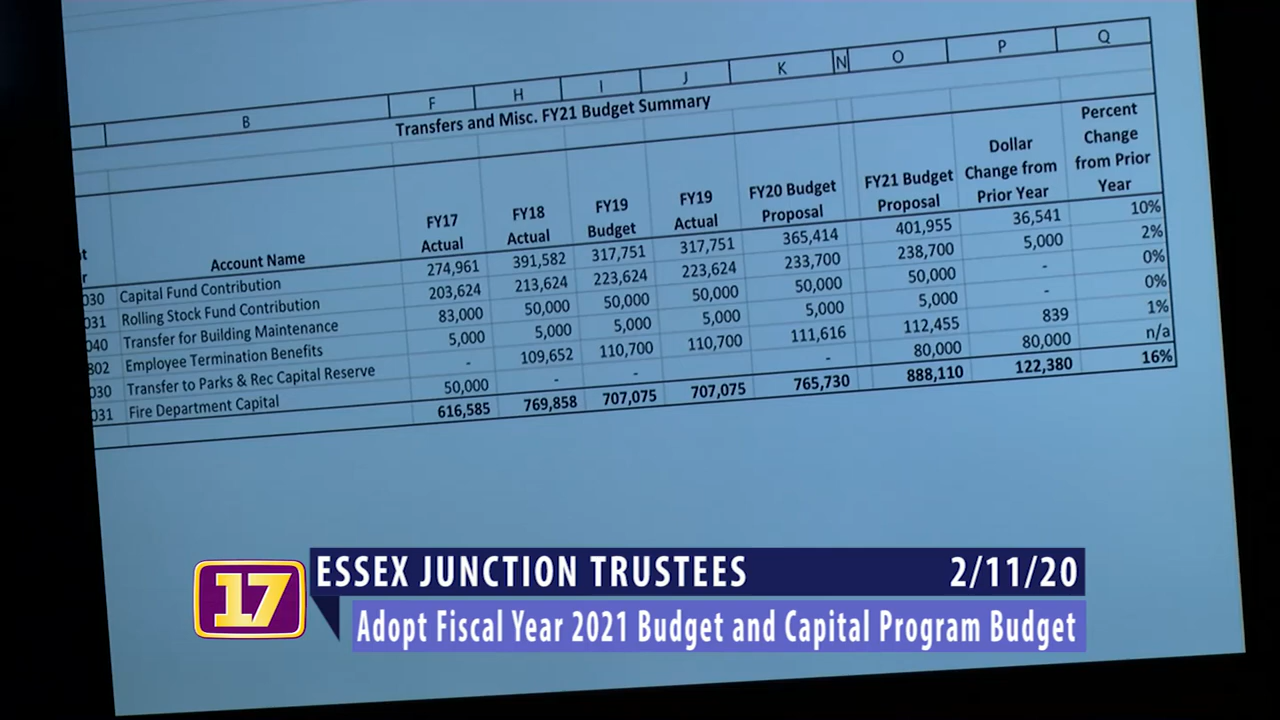 B F H I J K N O P Q
Transfers and Misc. FY21 Budget Summary
Account Name FY17 Actual FY18 Actual FY19 Budget FY19 Actual FY20 Budget Proposal FY21 Budget Proposal Dollar Change from Prior Year Percent Change from Prior Year
030 Capital Fund Contribution 274,961 391,582 317,751 317,751 365,414 401,955 36,541 10%
031 Rolling Stock Fund Contribution 203,624 213,624 223,624 223,624 233,700 238,700 5,000 2%
040 Transfer for Building Maintenance 83,000 50,000 50,000 50,000 50,000 50,000 - 0%
802 Employee Termination Benefits 5,000 5,000 5,000 5,000 5,000 5,000 - 0%
030 Transfer to Parks & Rec Capital Reserve - 109,652 110,700 110,700 111,616 112,455 839 1%
031 Fire Department Capital 50,000 - - - 80,000 80,000 n/a
616,585 769,858 707,075 707,075 765,730 888,110 122,380 16%
17
ESSEX JUNCTION TRUSTEES 2/11/20
Adopt Fiscal Year 2021 Budget and Capital Program Budget